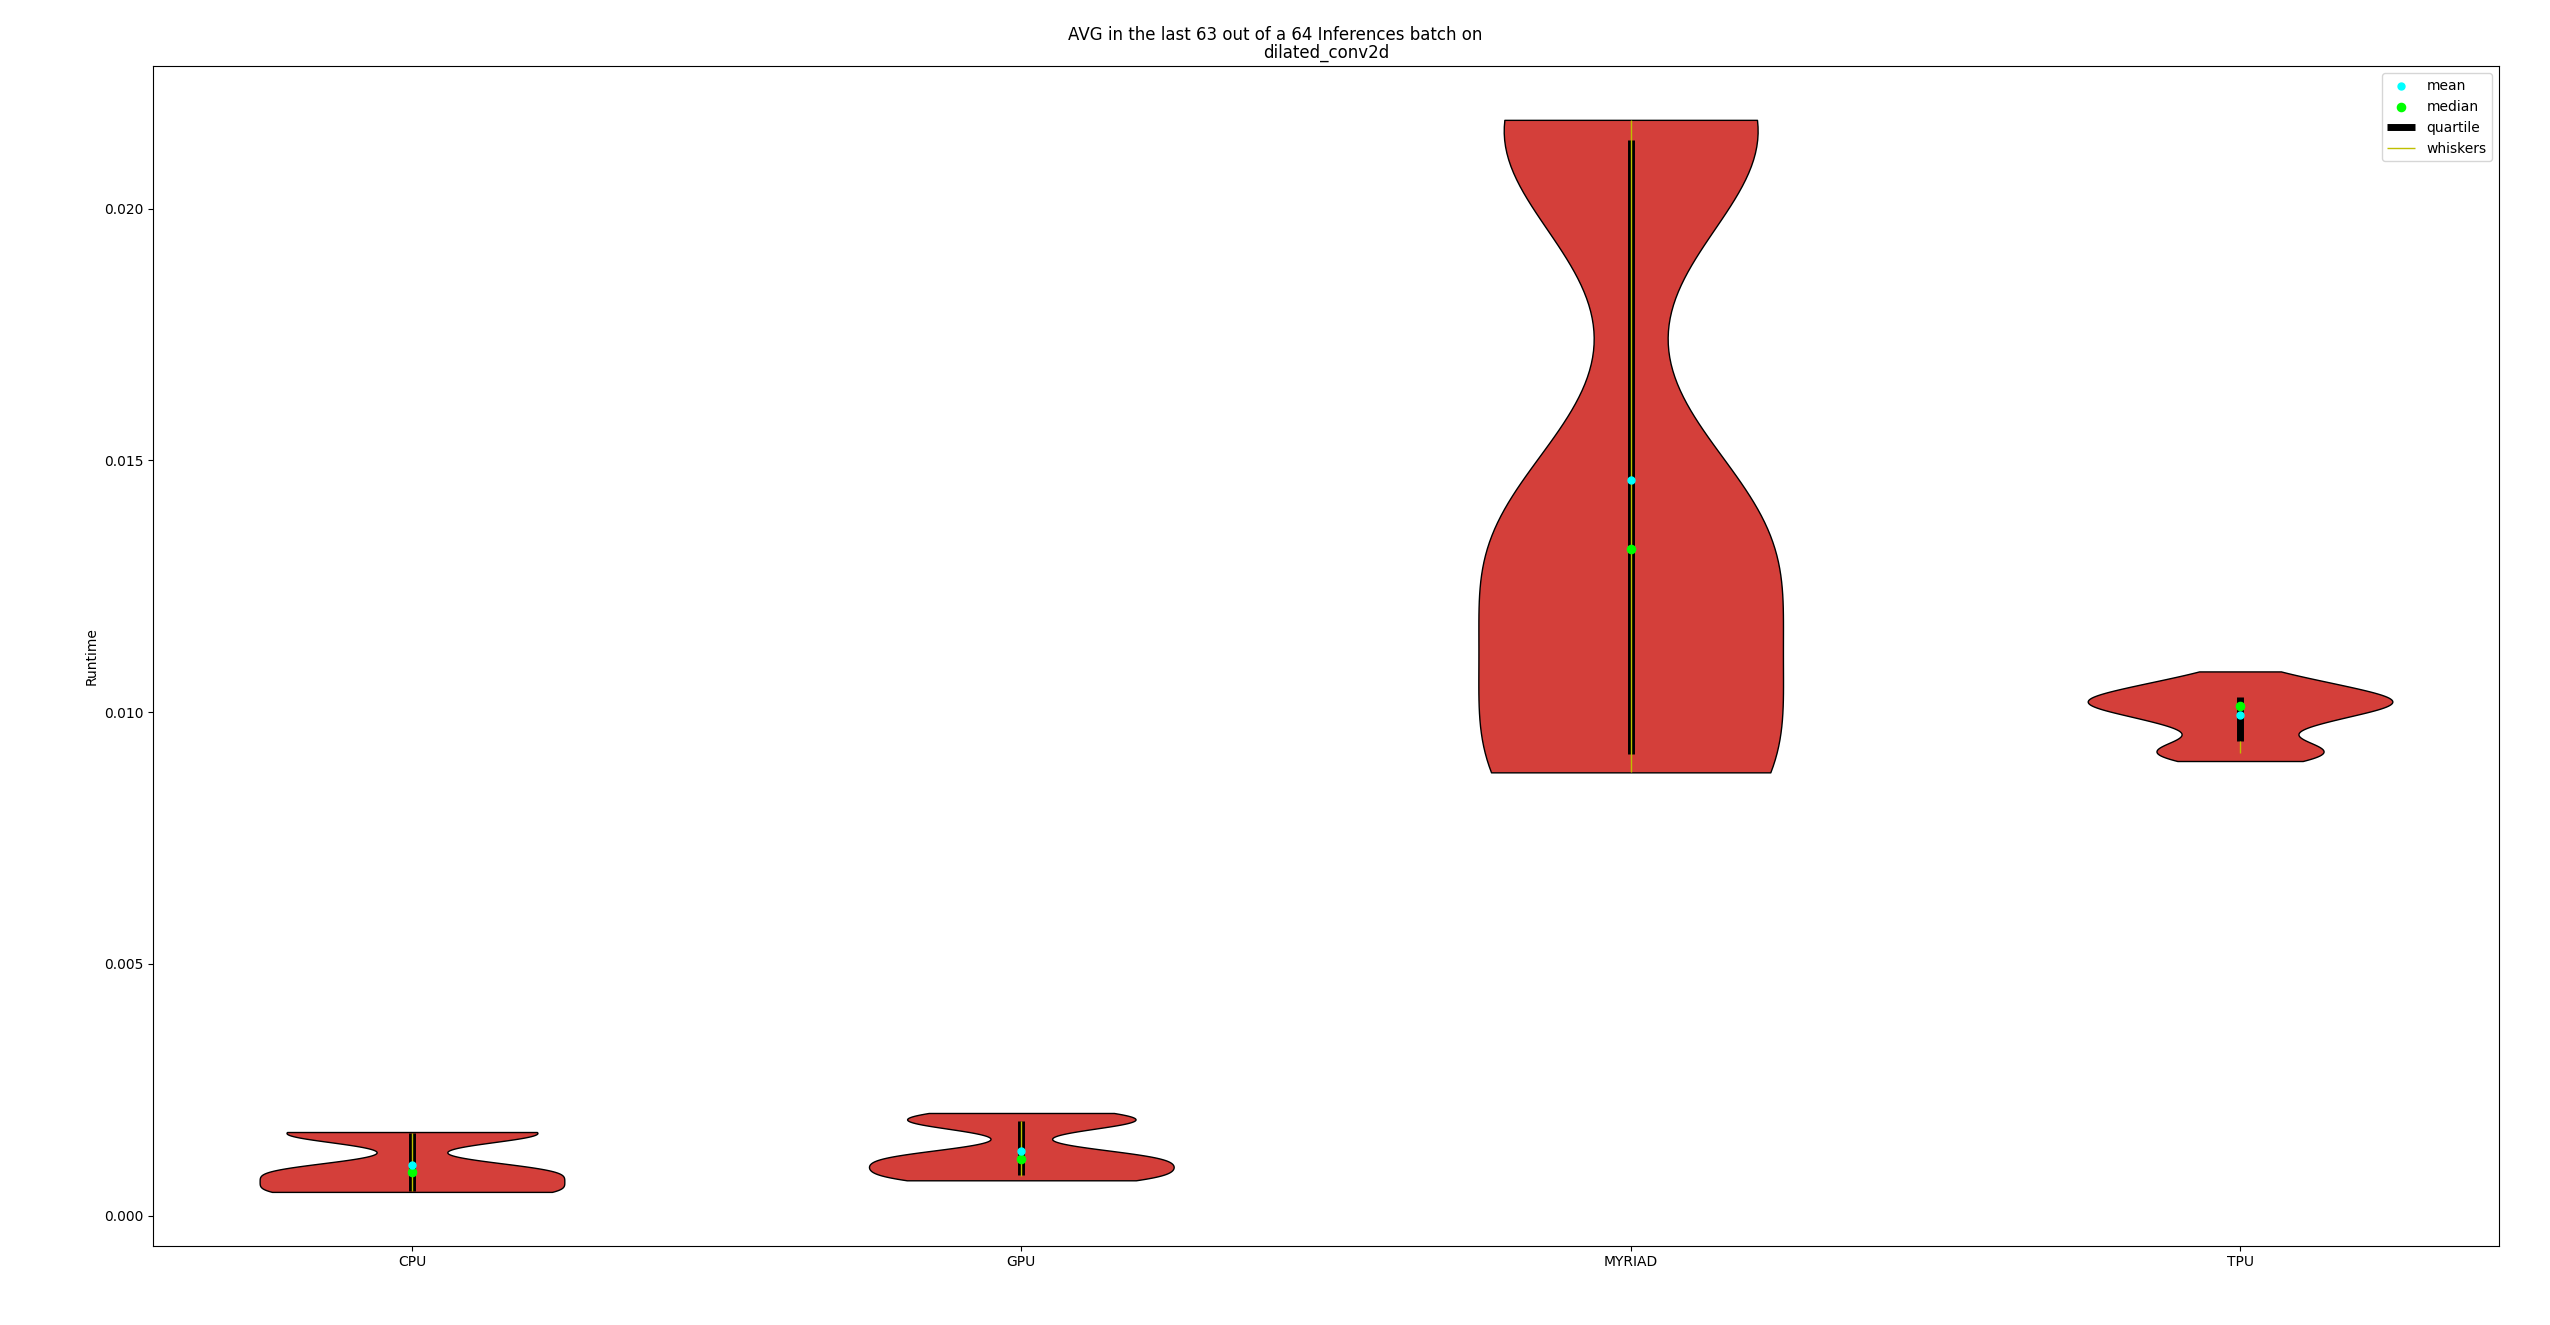 AVG in the last 63 out of a 64 Inferences batch on
dilated_conv2d
mean
median
quartile
whiskers
0.020
0.015
Runtime
0.010
0.005
0.000
CPU
GPU
MYRIAD
TPU